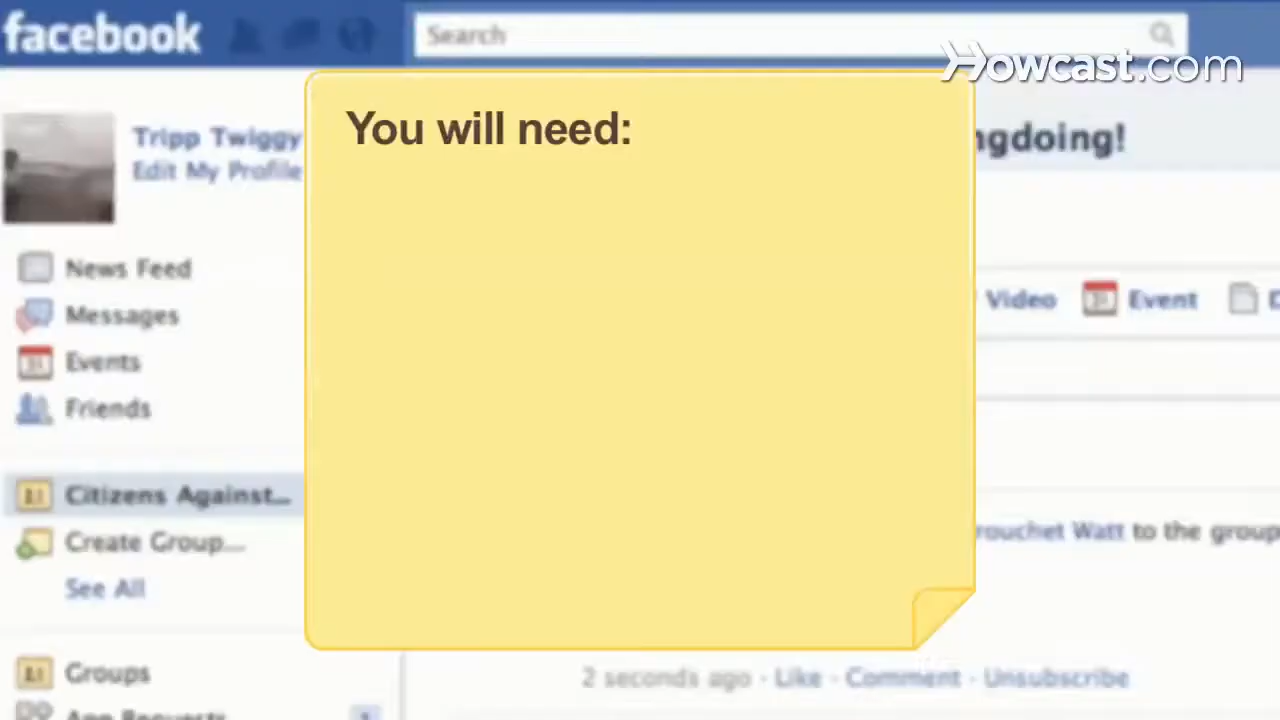 facebook
Search
Howcast.com
You will need:
Tripp Twiggy
Edit My Profile
ngdoing!
News Feed
Messages
Events
Friends
Video
Event
Citizens Against...
Create Group...
See All
rouchet Watt to the group
Groups
App Requests
2 seconds ago · Like · Comment · Unsubscribe